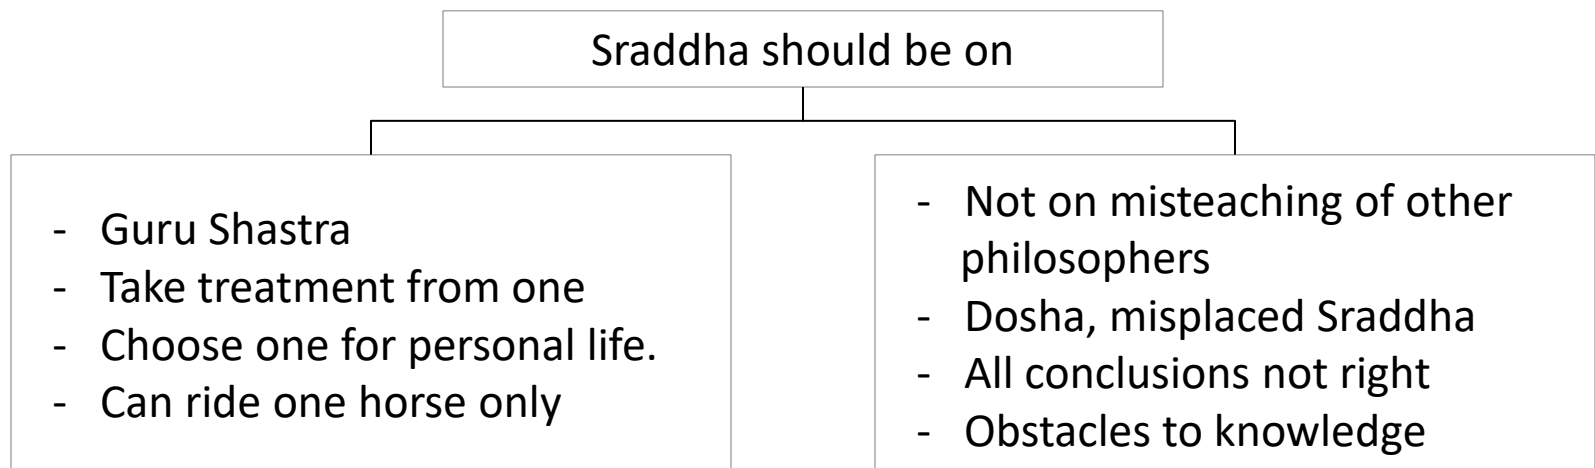 Sraddha should be on
- Guru Shastra
- Take treatment from one
- Choose one for personal life.
- Can ride one horse only
- Not on misteaching of other
philosophers
- Dosha, misplaced Sraddha
- All conclusions not right
- Obstacles to knowledge